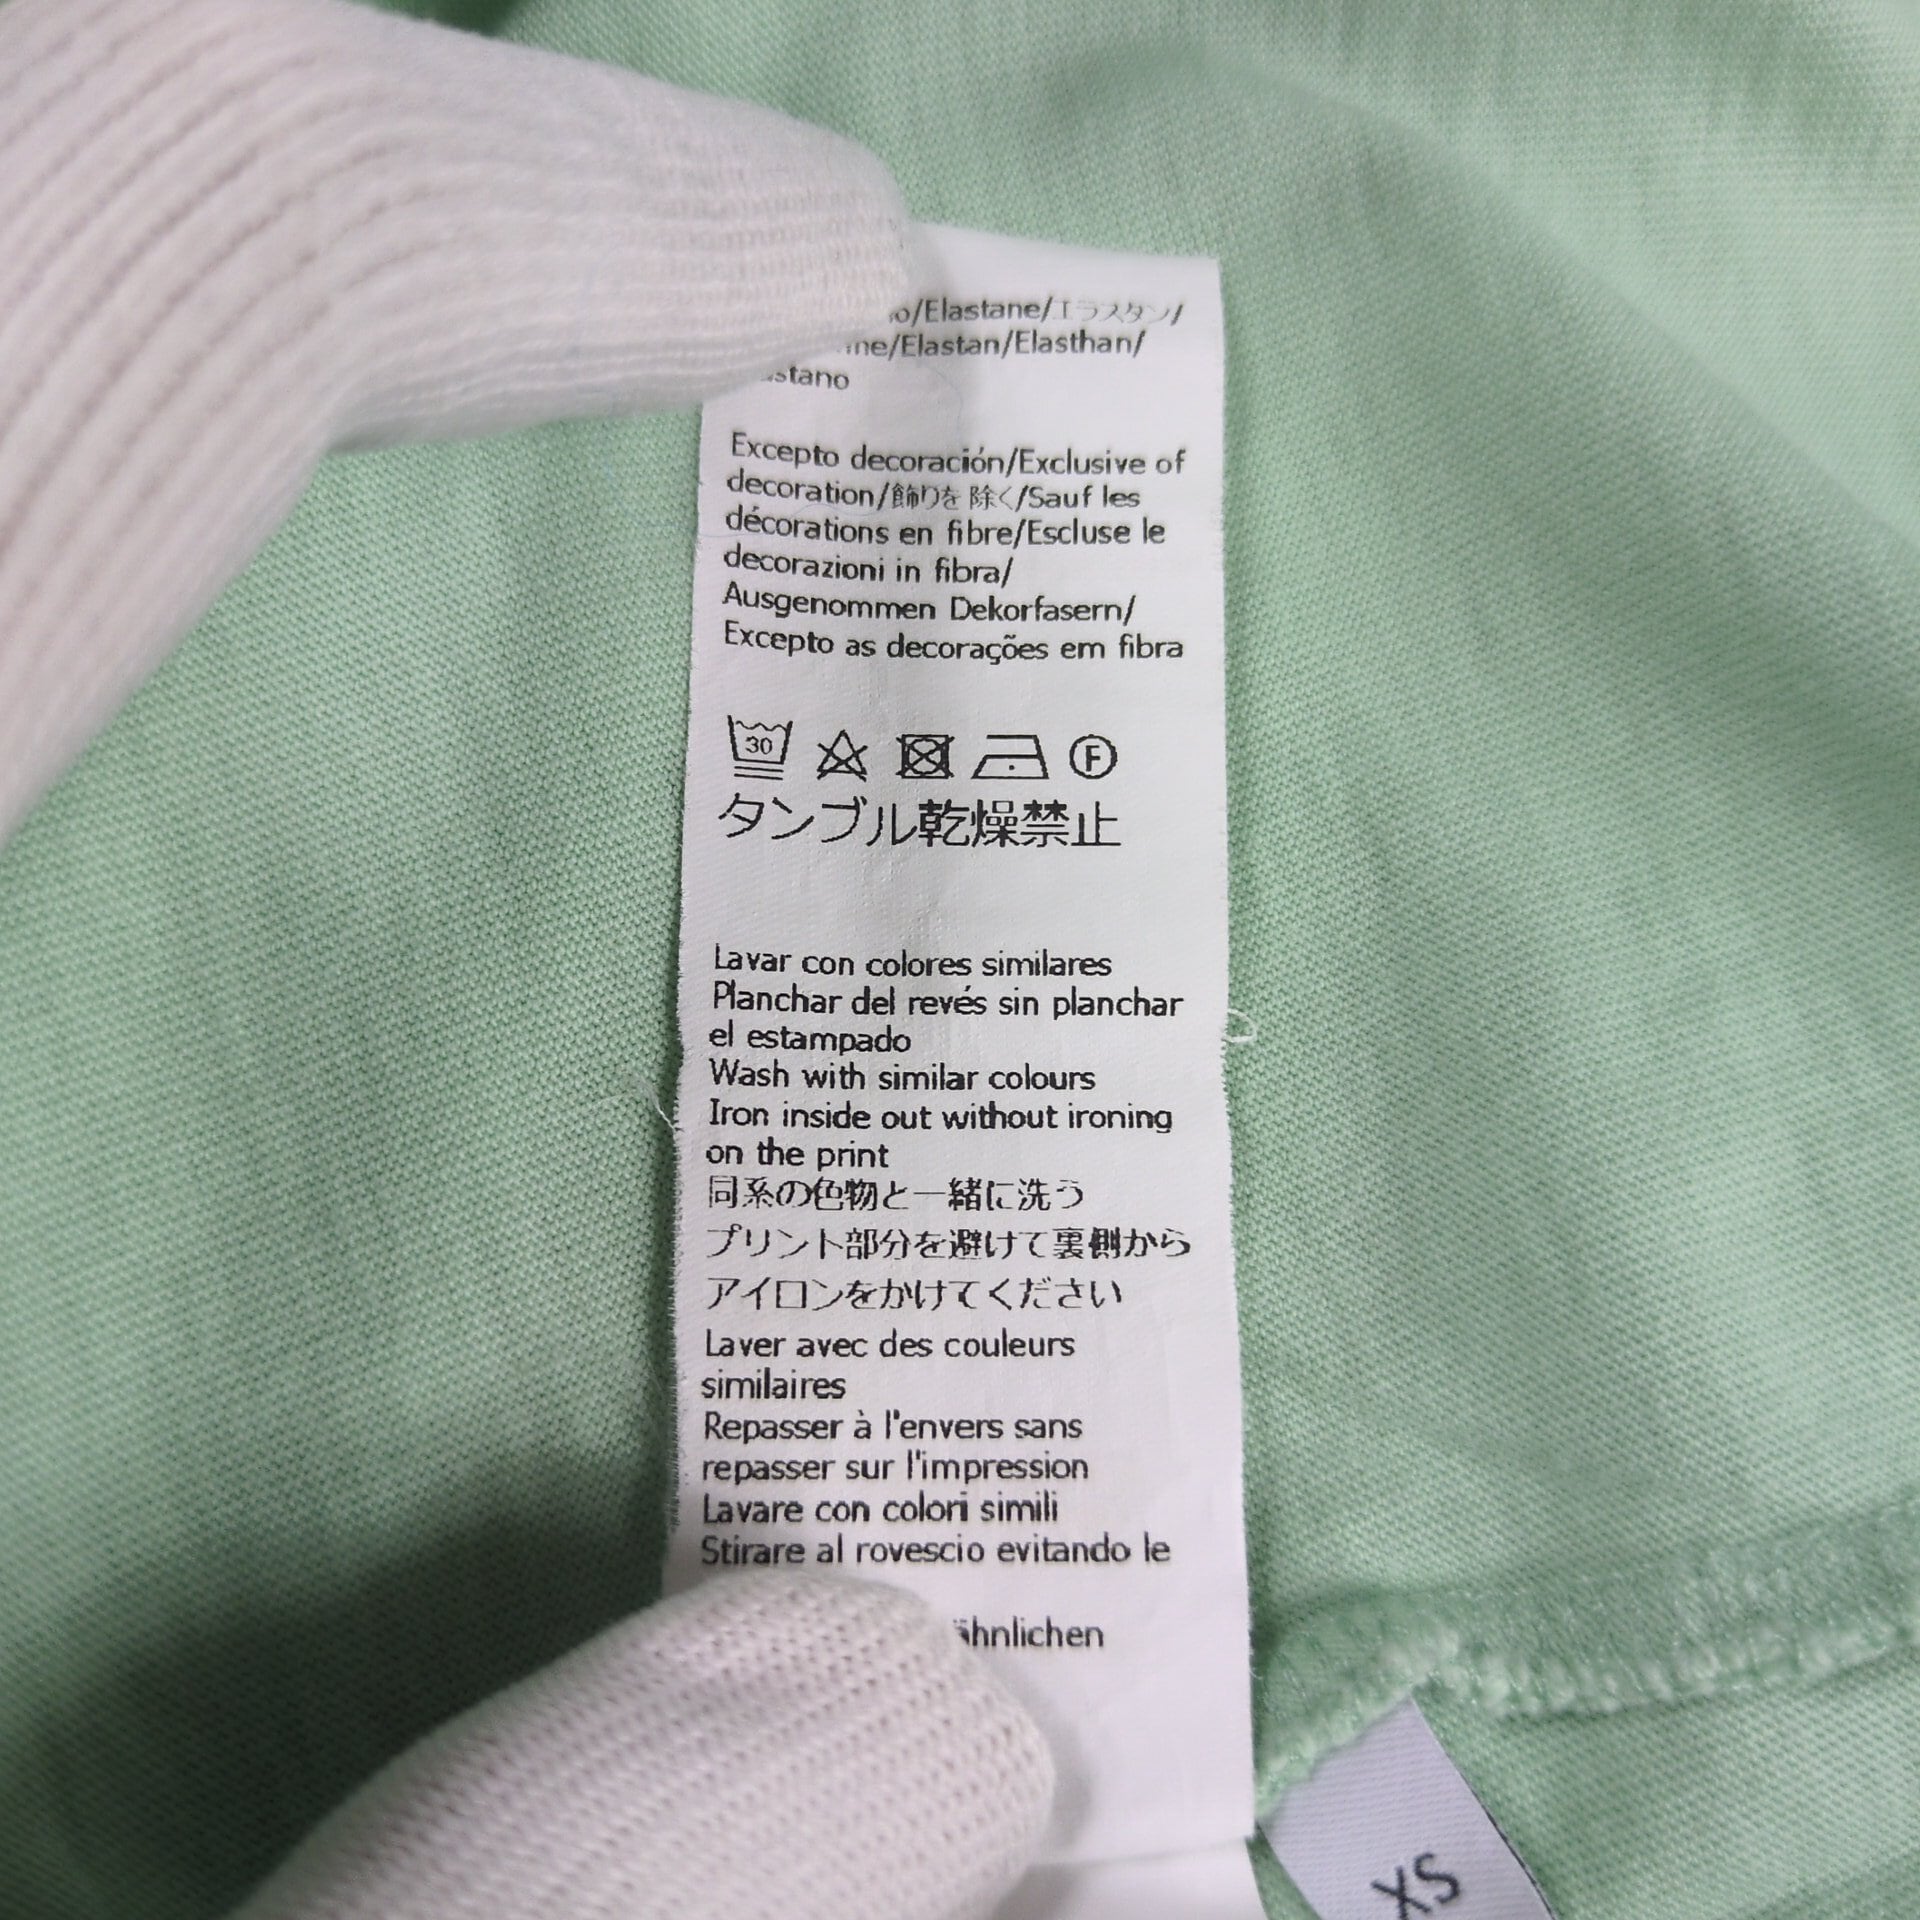 /Elastane/エラスタン/
/Elastan/Elasthan/
Excepto decoración/Exclusive of
decoration/飾りを除く/Sauf les
décorations en fibre/Escluse le
decorazioni in fibra/
Ausgenommen Dekorfasern/
Excepto as decorações em fibra
30 F
タンブル乾燥禁止
Lavar con colores similares
Planchar del revés sin planchar
el estampado
Wash with similar colours
Iron inside out without ironing
on the print
同系の色物と一緒に洗う
プリント部分を避けて裏側から
アイロンをかけてください
Laver avec des couleurs
similaires
Repasser à l'envers sans
repasser sur l'impression
Lavare con colori simili
Stirare al rovescio evitando le
ähnlichen
XS